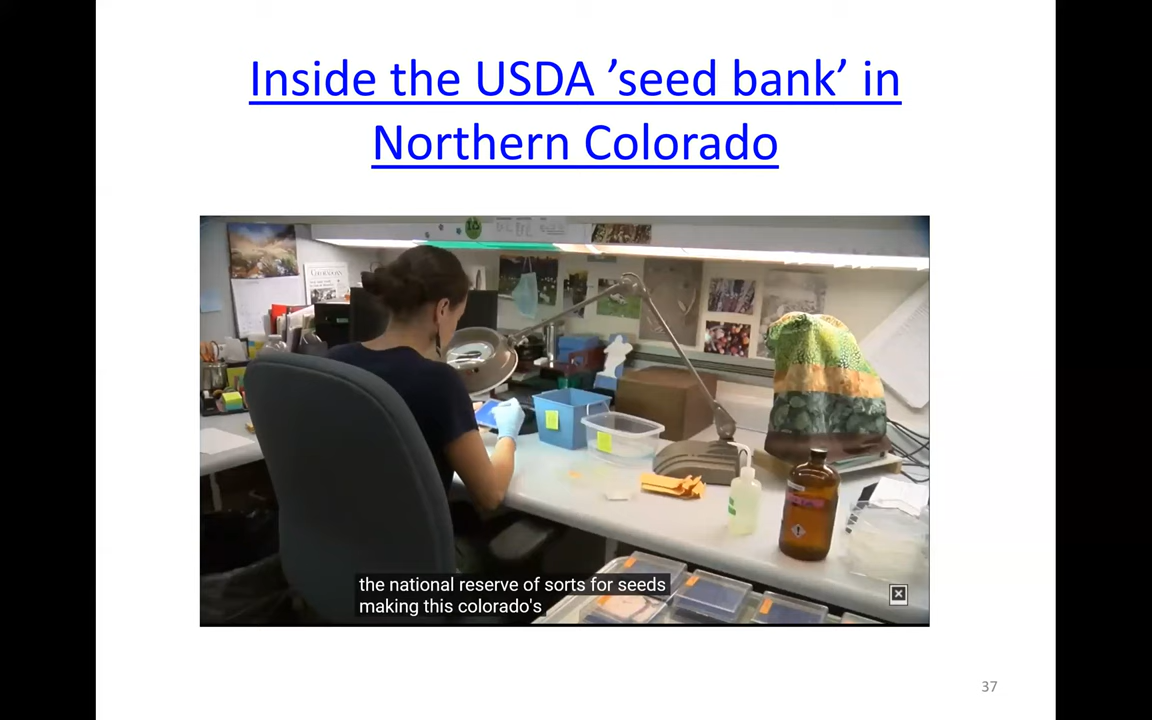 Inside the USDA ’seed bank’ in
Northern Colorado
the national reserve of sorts for seeds
making this colorado's
37